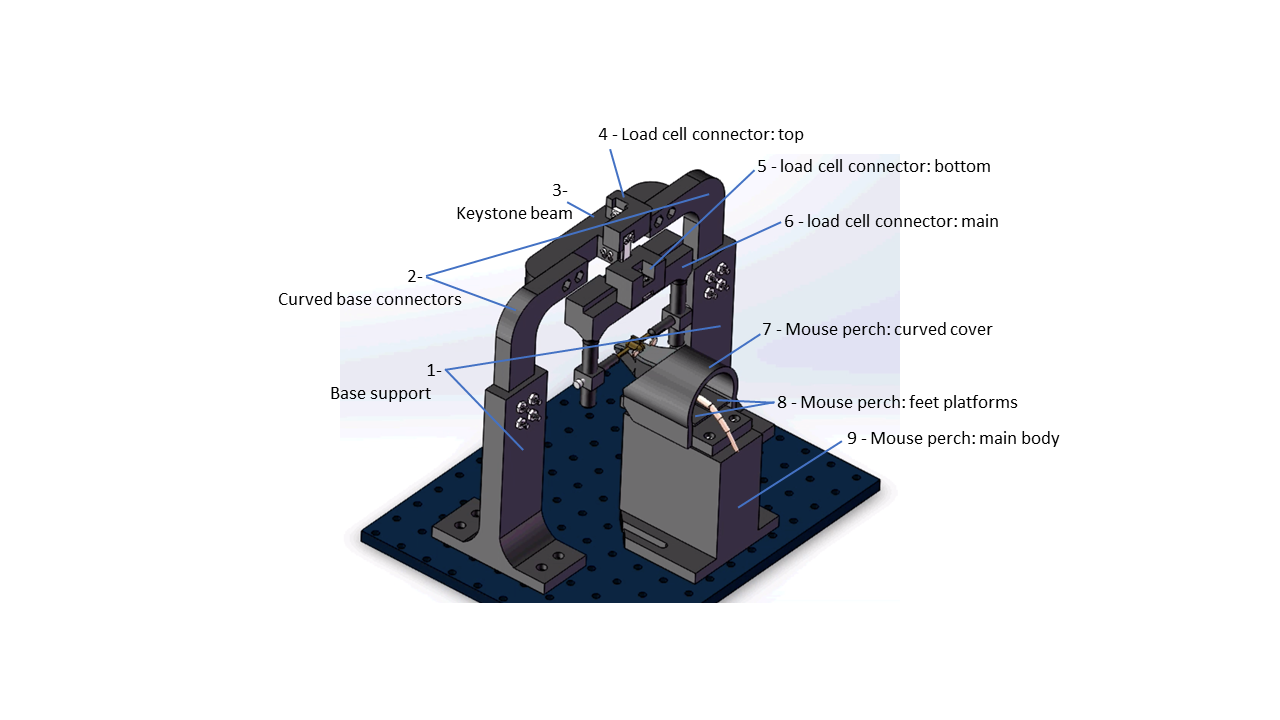 4 - Load cell connector: top
5 - load cell connector: bottom
3-
Keystone beam
6 - load cell connector: main
2-
Curved base connectors
7 - Mouse perch: curved cover
1-
Base support
8 - Mouse perch: feet platforms
9 - Mouse perch: main body